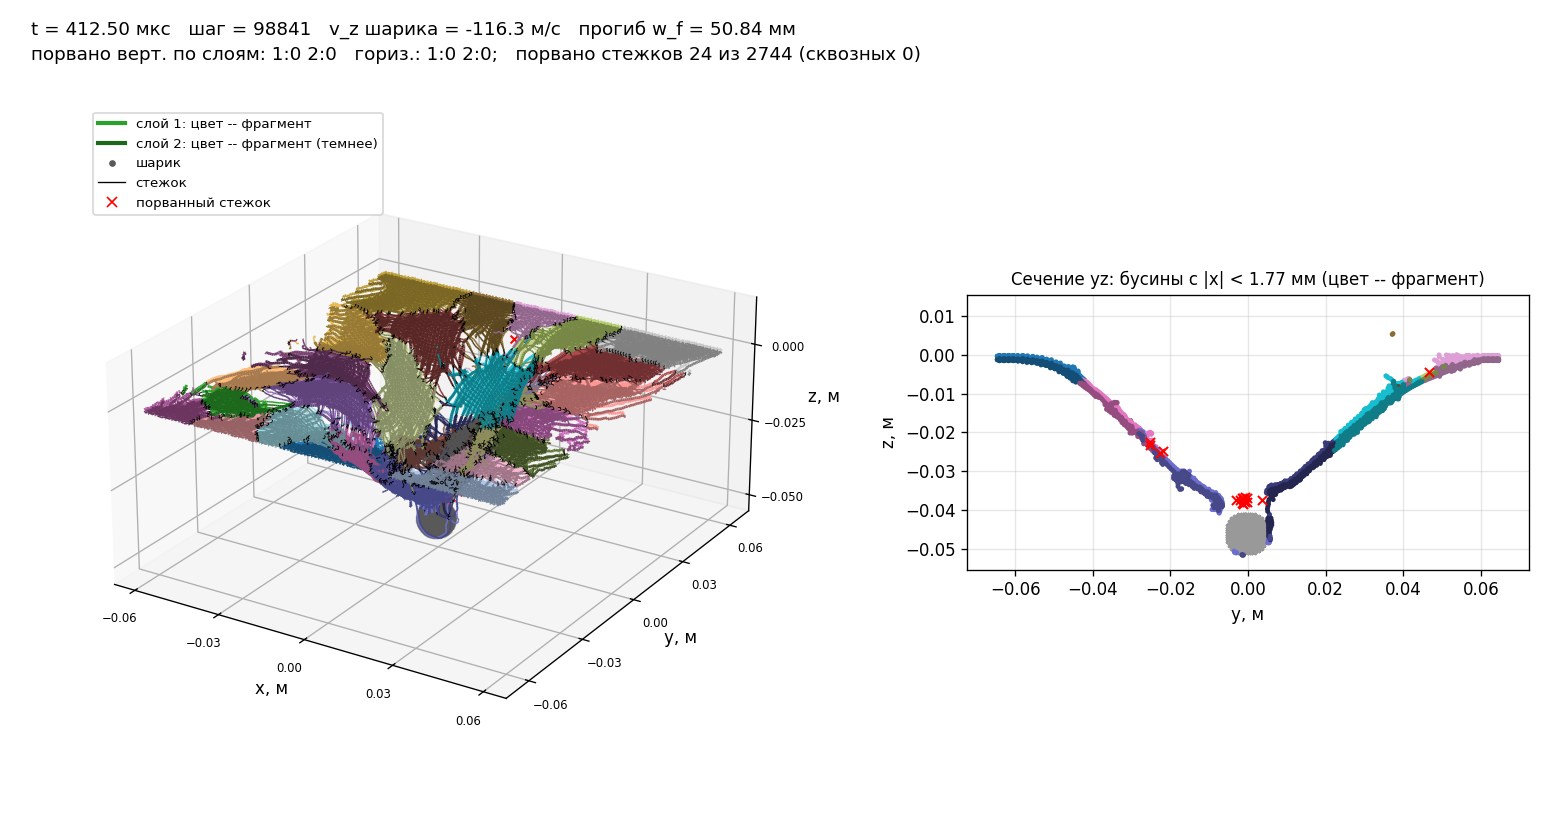 t = 412.50 мкс   шаг = 98841   v_z шарика = -116.3 м/с   прогиб w_f = 50.84 мм
порвано верт. по слоям: 1:0 2:0   гориз.: 1:0 2:0;   порвано стежков 24 из 2744 (сквозных 0)
слой 1: цвет -- фрагмент
слой 2: цвет -- фрагмент (темнее)
шарик
стежок
порванный стежок
0.000
z, м
−0.025
−0.050
0.06
0.03
0.00
y, м
−0.03
−0.06
−0.06
−0.03
0.00
x, м
0.03
0.06
Сечение yz: бусины с |x| < 1.77 мм (цвет -- фрагмент)
0.01
0.00
−0.01
−0.02
z, м
−0.03
−0.04
−0.05
−0.06 −0.04 −0.02 0.00 0.02 0.04 0.06
y, м